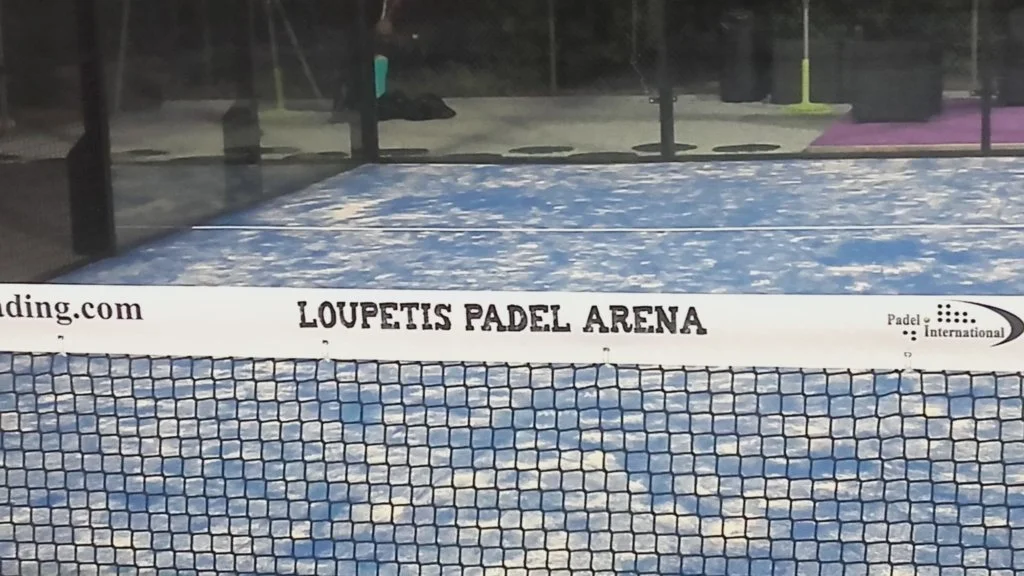 ding.com
LOUPETIS PADEL ARENA
Padel
International